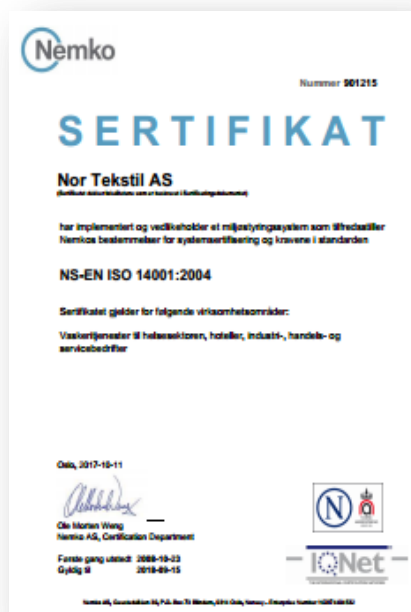 Nemko
Nummer 901215
SERTIFIKAT
Nor Tekstil AS
har implementert og vedlikeholder et miljøstyringssystem som tilfredsstiller
Nemkos bestemmelser for systemsertifisering og kravene i standarden
NS-EN ISO 14001:2004
Sertifikatet gjelder for følgende virksomhetsområder:
Vaskeritjenester til helsesektoren, hoteller, industri-, handels- og
servicebedrifter
Oslo, 2017-10-11
Ole Morten Weng
Nemko AS, Certification Department
Første gang utstedt 2008-10-23
Gyldig til 2018-09-15
N
IQNet